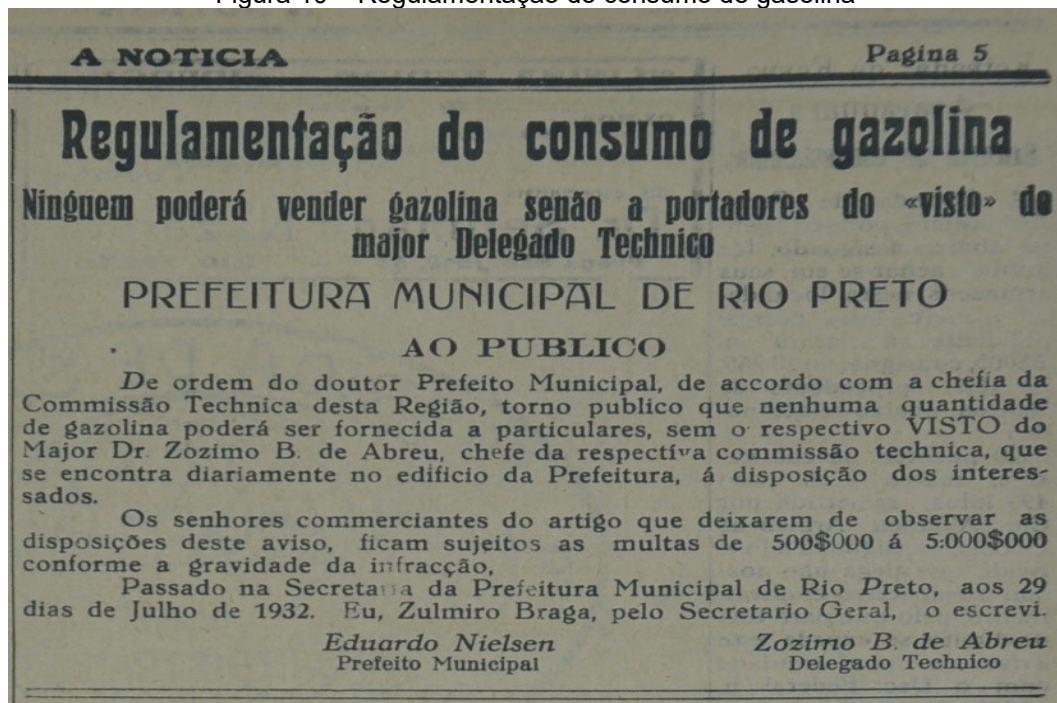 Figura 10 – Regulamentação do consumo de gasolina
A NOTICIA Pagina 5
Regulamentação do consumo de gazolina
Ninguem poderá vender gazolina senão a portadores do «visto» do
major Delegado Technico
PREFEITURA MUNICIPAL DE RIO PRETO
AO PUBLICO
De ordem do doutor Prefeito Municipal, de accordo com a chefia da
Commissão Technica desta Região, torno publico que nenhuma quantidade
de gazolina poderá ser fornecida a particulares, sem o respectivo VISTO do
Major Dr. Zozimo B. de Abreu, chefe da respectiva commissão technica, que
se encontra diariamente no edificio da Prefeitura, á disposição dos interes-
sados.
Os senhores commerciantes do artigo que deixarem de observar as
disposições deste aviso, ficam sujeitos as multas de 500$000 á 5:000$000
conforme a gravidade da infracção,
Passado na Secretaria da Prefeitura Municipal de Rio Preto, aos 29
dias de Julho de 1932. Eu, Zulmiro Braga, pelo Secretario Geral, o escrevi.
Eduardo Nielsen Zozimo B. de Abreu
Prefeito Municipal Delegado Technico